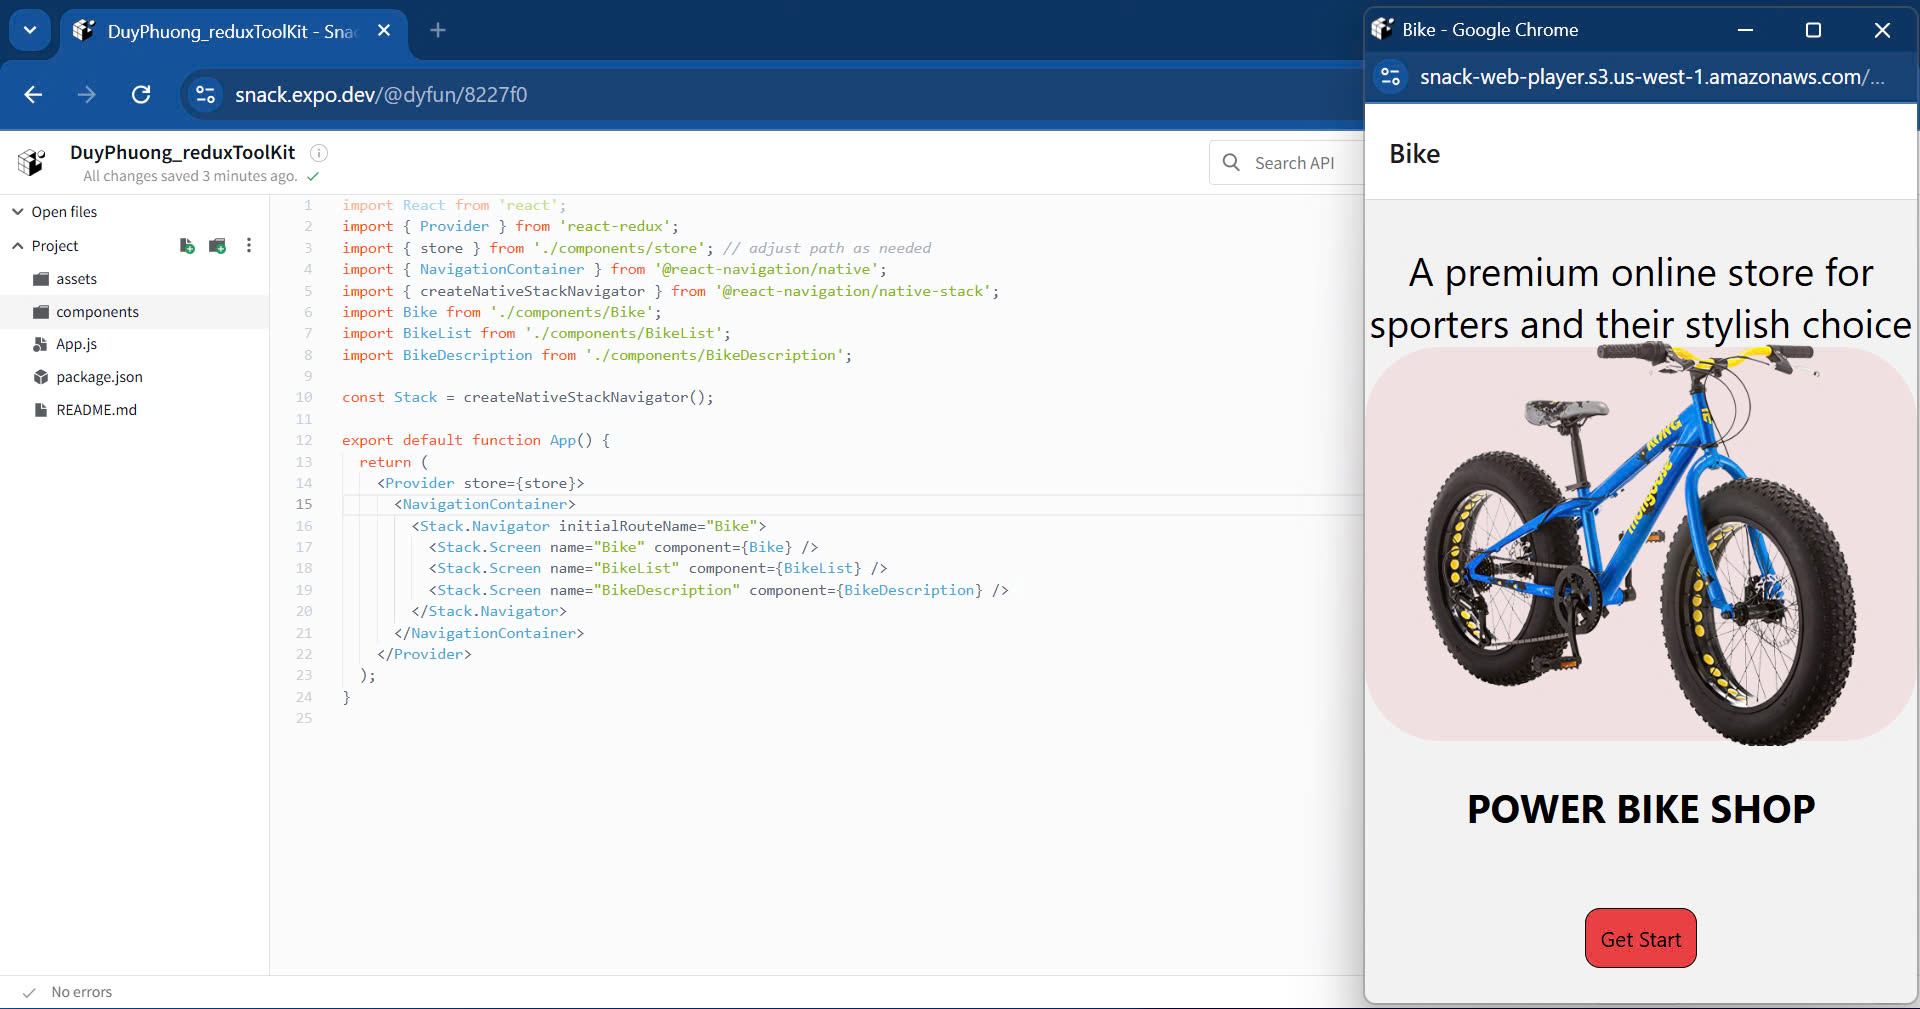 DuyPhuong_reduxToolKit - Sna
snack.expo.dev/@dyfun/8227f0
DuyPhuong_reduxToolKit
All changes saved 3 minutes ago.
Search API
Open files
Project
assets
components
App.js
package.json
README.md
1 import React from 'react';
2 import { Provider } from 'react-redux';
3 import { store } from './components/store'; // adjust path as needed
4 import { NavigationContainer } from '@react-navigation/native';
5 import { createNativeStackNavigator } from '@react-navigation/native-stack';
6 import Bike from './components/Bike';
7 import BikeList from './components/BikeList';
8 import BikeDescription from './components/BikeDescription';
9
10 const Stack = createNativeStackNavigator();
11
12 export default function App() {
13 return (
14 <Provider store={store}>
15 <NavigationContainer>
16 <Stack.Navigator initialRouteName="Bike">
17 <Stack.Screen name="Bike" component={Bike} />
18 <Stack.Screen name="BikeList" component={BikeList} />
19 <Stack.Screen name="BikeDescription" component={BikeDescription} />
20 </Stack.Navigator>
21 </NavigationContainer>
22 </Provider>
23 );
24 }
25
No errors
Bike - Google Chrome
snack-web-player.s3.us-west-1.amazonaws.com/...
Bike
A premium online store for
sporters and their stylish choice
mongoose
POWER BIKE SHOP
Get Start